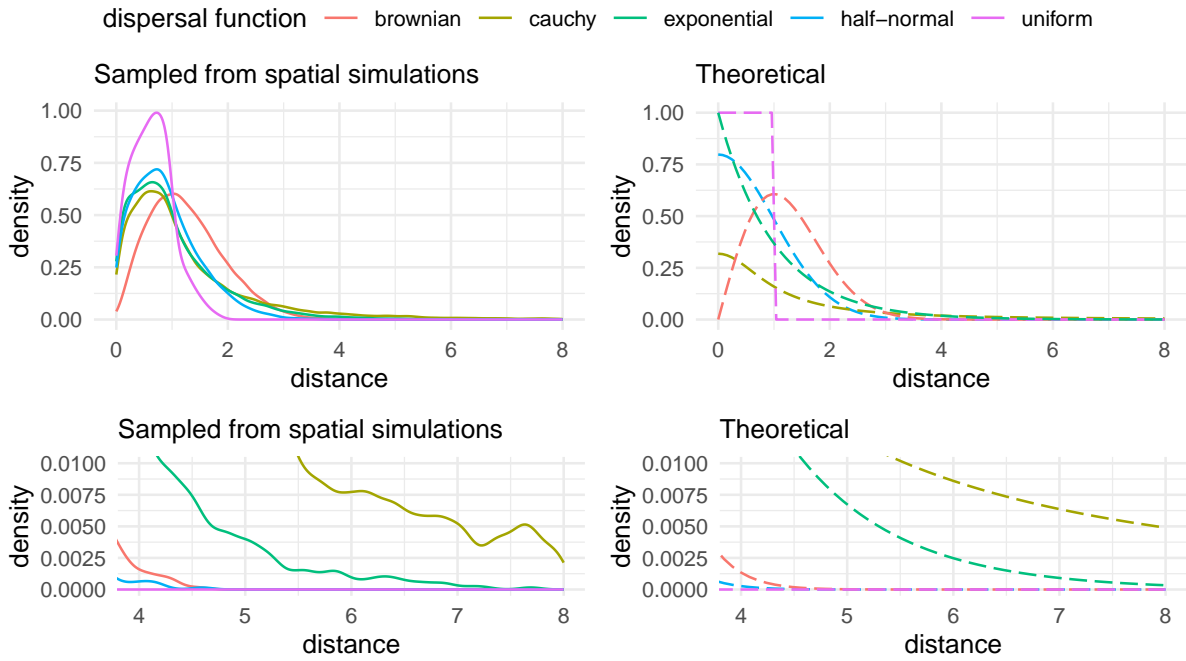 dispersal function brownian cauchy exponential half−normal uniform
Sampled from spatial simulations
1.00
0.75
0.50
0.25
0.00
density
0 2 4 6 8
distance
Theoretical
1.00
0.75
0.50
0.25
0.00
density
0 2 4 6 8
distance
Sampled from spatial simulations
0.0100
0.0075
0.0050
0.0025
0.0000
density
4 5 6 7 8
distance
Theoretical
0.0100
0.0075
0.0050
0.0025
0.0000
density
4 5 6 7 8
distance